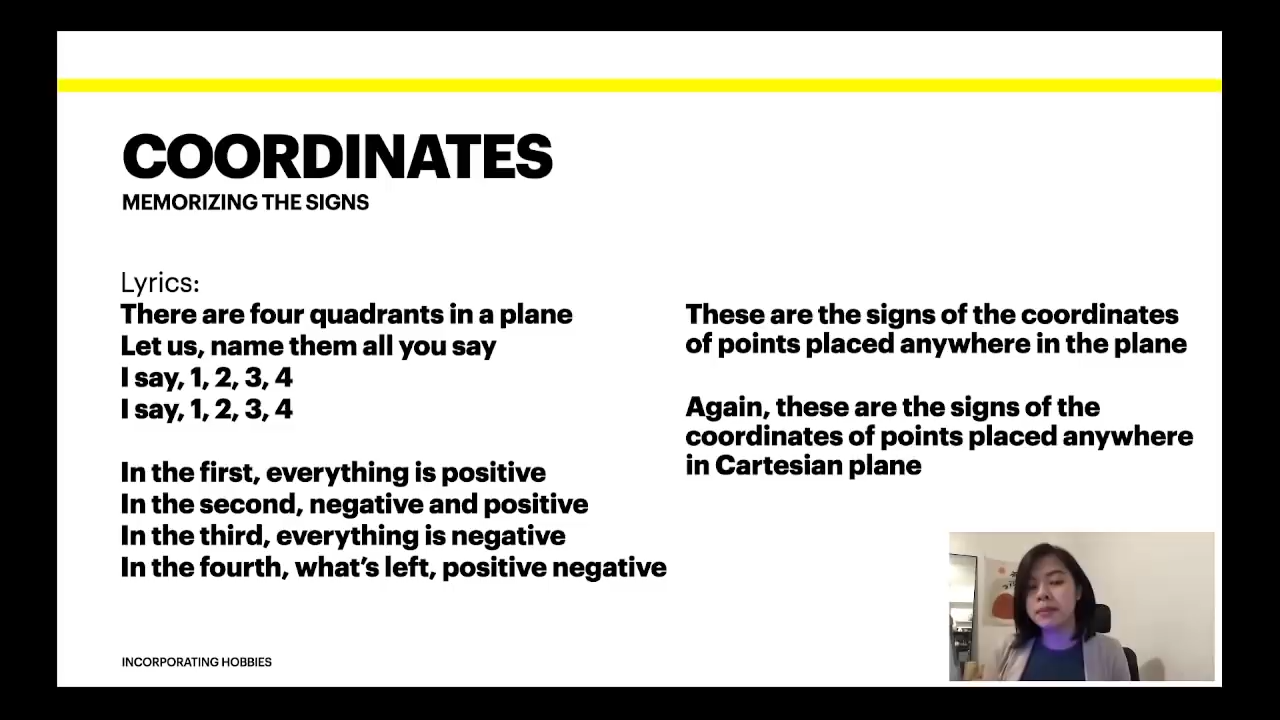 COORDINATES
MEMORIZING THE SIGNS
Lyrics:
There are four quadrants in a plane
Let us, name them all you say
I say, 1, 2, 3, 4
I say, 1, 2, 3, 4
In the first, everything is positive
In the second, negative and positive
In the third, everything is negative
In the fourth, what's left, positive negative
These are the signs of the coordinates
of points placed anywhere in the plane
Again, these are the signs of the
coordinates of points placed anywhere
in Cartesian plane
INCORPORATING HOBBIES